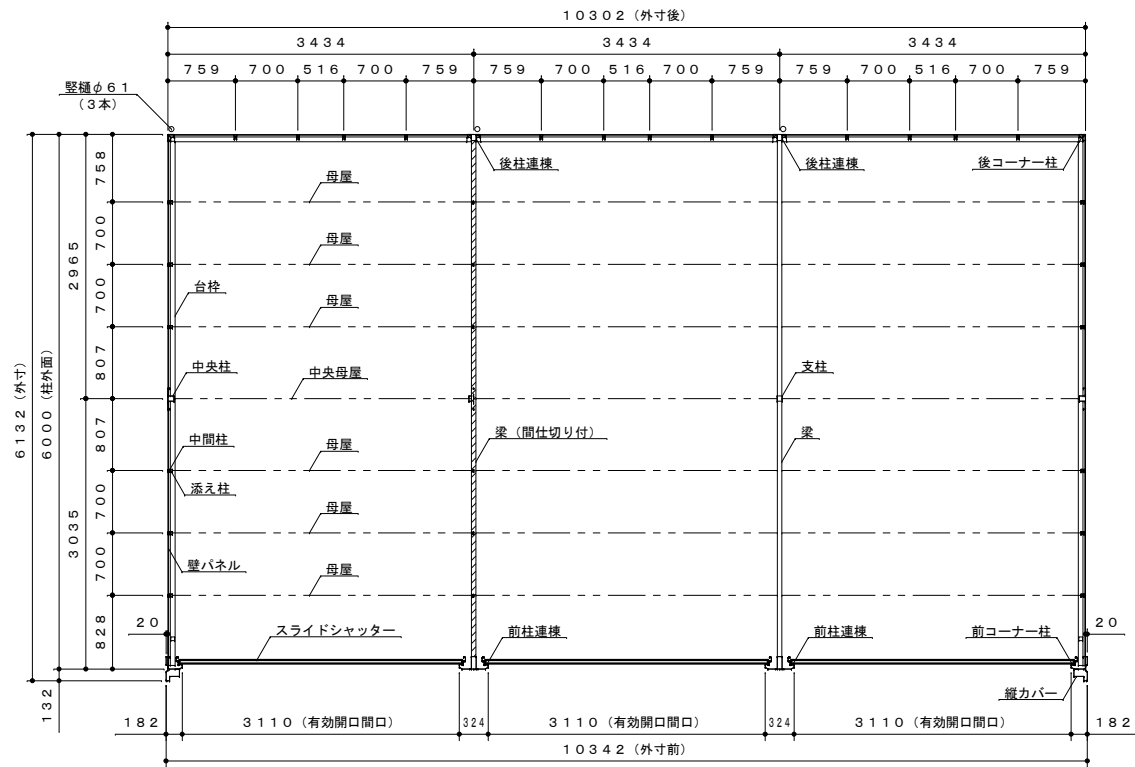 10302（外寸後）
3434 3434 3434
759 700 516 700 759 759 700 516 700 759 759 700 516 700 759
竪樋φ61
（3本）
後柱連棟 後柱連棟 後コーナー柱
758
母屋
700
母屋
2965
台枠
700
母屋
6132（外寸）
6000（柱外面）
807
中央柱 中央母屋 支柱
807
中間柱 母屋 梁（間仕切り付） 梁
添え柱
3035
700
母屋
壁パネル
700
母屋
828
20 スライドシャッター 前柱連棟 前柱連棟 前コーナー柱 20
132
縦カバー
182 3110（有効開口間口） 324 3110（有効開口間口） 324 3110（有効開口間口） 182
10342（外寸前）